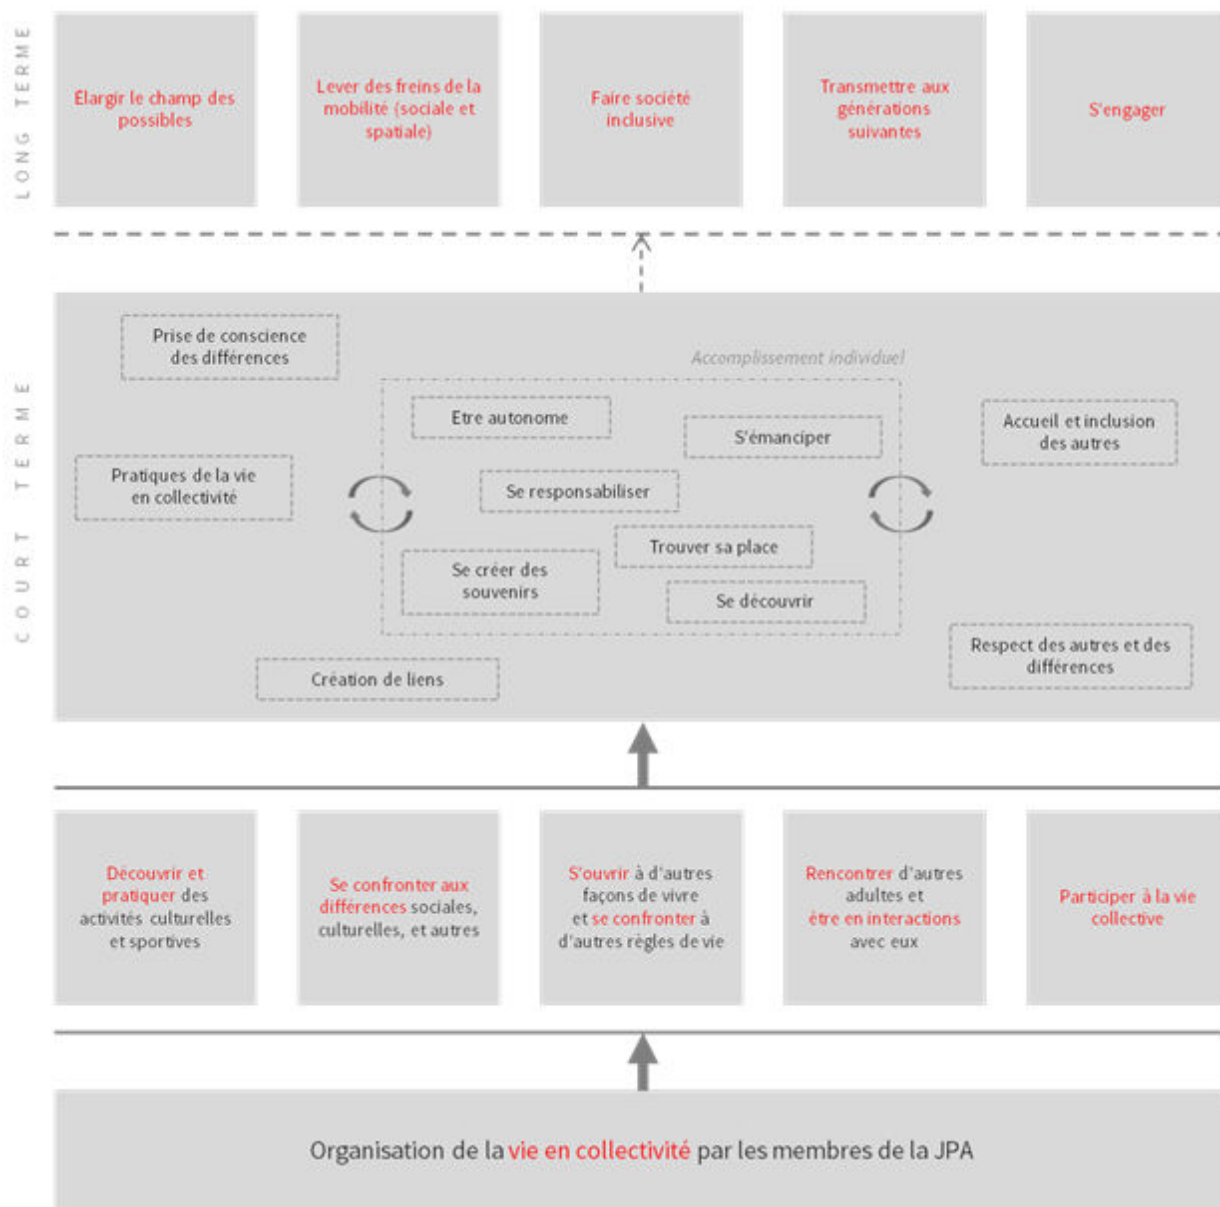 LONG TERME
Élargir le champ des
possibles
Lever des freins de la
mobilité (sociale et
spatiale)
Faire société
inclusive
Transmettre aux
générations
suivantes
S'engager
COURT TERME
Prise de conscience
des différences
Accomplissement individuel
Etre autonome
S'émanciper
Accueil et inclusion
des autres
Pratiques de la vie
en collectivité
Se responsabiliser
Trouver sa place
Se créer des
souvenirs
Se découvrir
Respect des autres et des
différences
Création de liens
Découvrir et
pratiquer des
activités culturelles
et sportives
Se confronter aux
différences sociales,
culturelles, et autres
S'ouvrir à d'autres
façons de vivre
et se confronter à
d'autres règles de vie
Rencontrer d'autres
adultes et
être en interactions
avec eux
Participer à la vie
collective
Organisation de la vie en collectivité par les membres de la JPA